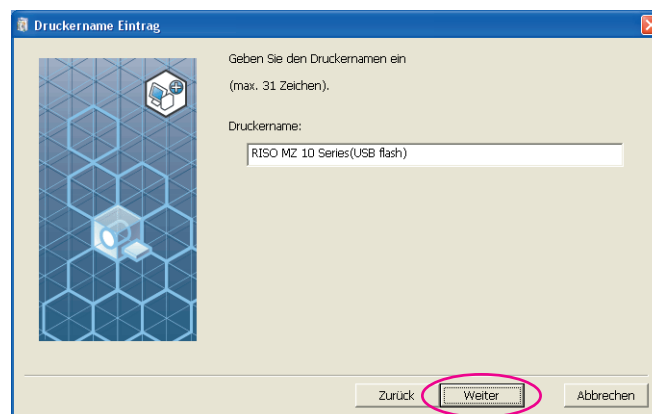 Druckername Eintrag
Geben Sie den Druckernamen ein
(max. 31 Zeichen).
Druckername:
RISO MZ 10 Series(USB flash)
Zurück Weiter Abbrechen